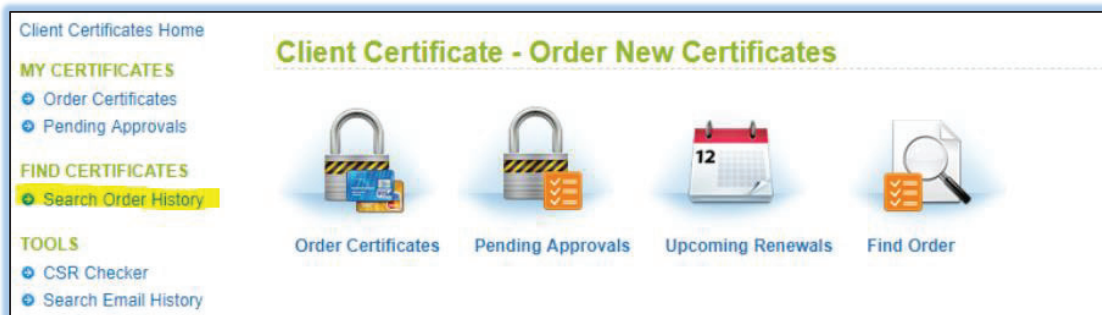 Client Certificates Home
MY CERTIFICATES
Order Certificates
Pending Approvals
FIND CERTIFICATES
Search Order History
TOOLS
CSR Checker
Search Email History
Client Certificate - Order New Certificates
12
Order Certificates
Pending Approvals
Upcoming Renewals
Find Order